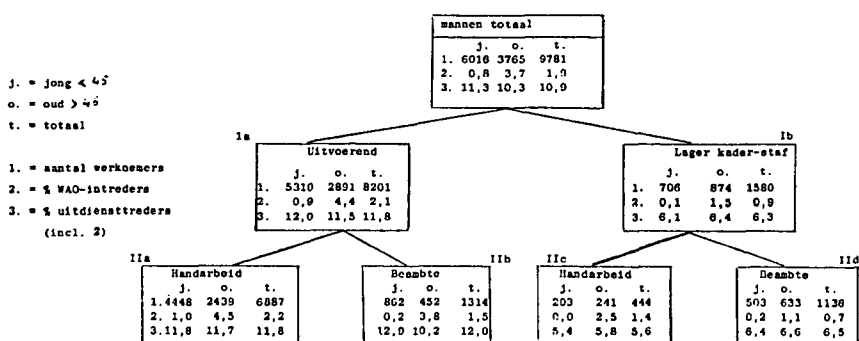 mannen totaal
j. o. t.
1. 6016 3765 9781
2. 0,8 3,7 1,9
3. 11,3 10,3 10,9
j. = jong < 45
o. = oud > 45
t. = totaal
1. = aantal werknemers
2. = % WAO-intreders
3. = % uitdiensttreders
(incl. 2)
Ia
Uitvoerend
j. o. t.
1. 5310 2891 8201
2. 0,9 4,4 2,1
3. 12,0 11,5 11,8
Ib
Lager kader-staf
j. o. t.
1. 706 874 1580
2. 0,1 1,5 0,9
3. 6,1 6,4 6,3
IIa
Handarbeid
j. o. t.
1. 4448 2439 6887
2. 1,0 4,5 2,2
3. 11,8 11,7 11,8
IIb
Beambte
j. o. t.
862 452 1314
0,2 3,8 1,5
12,9 10,2 12,0
IIc
Handarbeid
j. o. t.
203 241 444
0,0 2,5 1,4
5,4 5,8 5,6
IId
Beambte
j. o. t.
503 633 1136
0,2 1,1 0,7
6,4 6,6 6,5